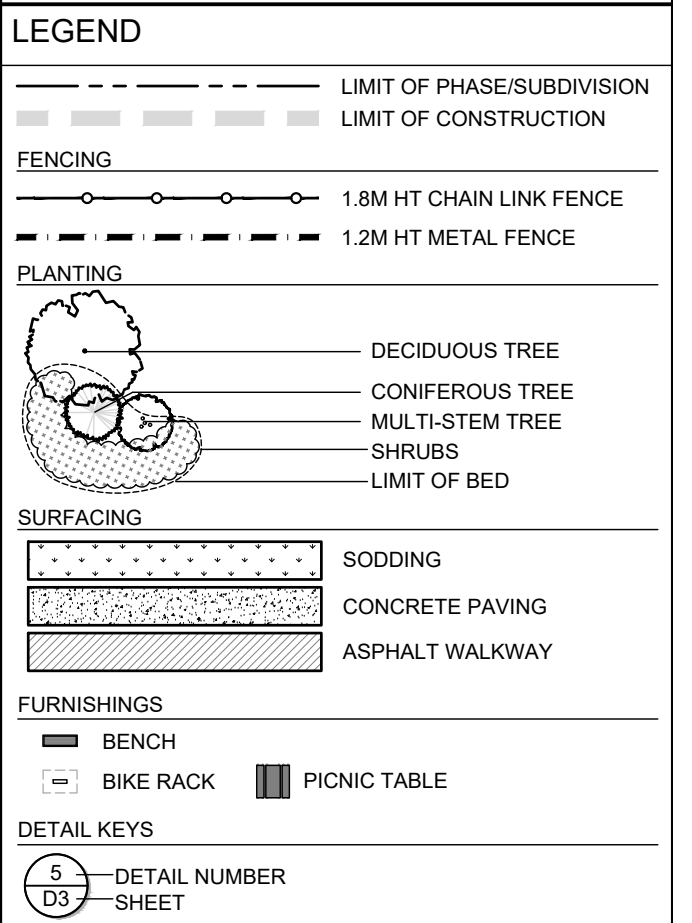 LEGEND
LIMIT OF PHASE/SUBDIVISION
LIMIT OF CONSTRUCTION
FENCING
1.8M HT CHAIN LINK FENCE
1.2M HT METAL FENCE
PLANTING
DECIDUOUS TREE
CONIFEROUS TREE
MULTI-STEM TREE
SHRUBS
LIMIT OF BED
SURFACING
SODDING
CONCRETE PAVING
ASPHALT WALKWAY
FURNISHINGS
BENCH
BIKE RACK PICNIC TABLE
DETAIL KEYS
5 DETAIL NUMBER
D3 SHEET